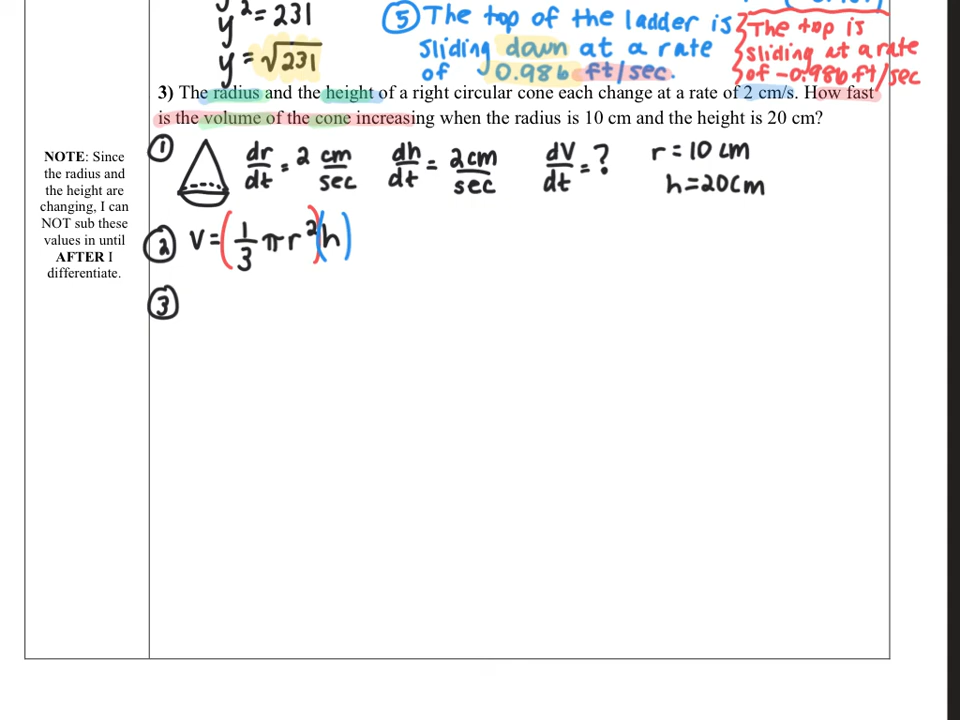 y² = 231
y = √231
⑤ The top of the ladder is
sliding down at a rate
of 0.986 ft/sec.
The top is
sliding at a rate
of -0.986 ft/sec
3) The radius and the height of a right circular cone each change at a rate of 2 cm/s. How fast
is the volume of the cone increasing when the radius is 10 cm and the height is 20 cm?
NOTE: Since
the radius and
the height are
changing, I can
NOT sub these
values in until
AFTER I
differentiate.
① dr/dt = 2 cm/sec dh/dt = 2cm/sec dV/dt = ? r = 10 cm
h = 20cm
② V = (1/3 πr²)(h)
③